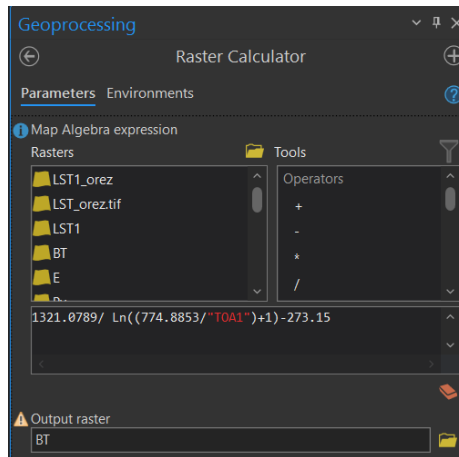 Geoprocessing
Raster Calculator
Parameters Environments
Map Algebra expression
Rasters Tools
LST1_orez Operators
LST_orez.tif +
LST1 -
BT *
E /
1321.0789/ Ln((774.8853/"TOA1")+1)-273.15
Output raster
BT